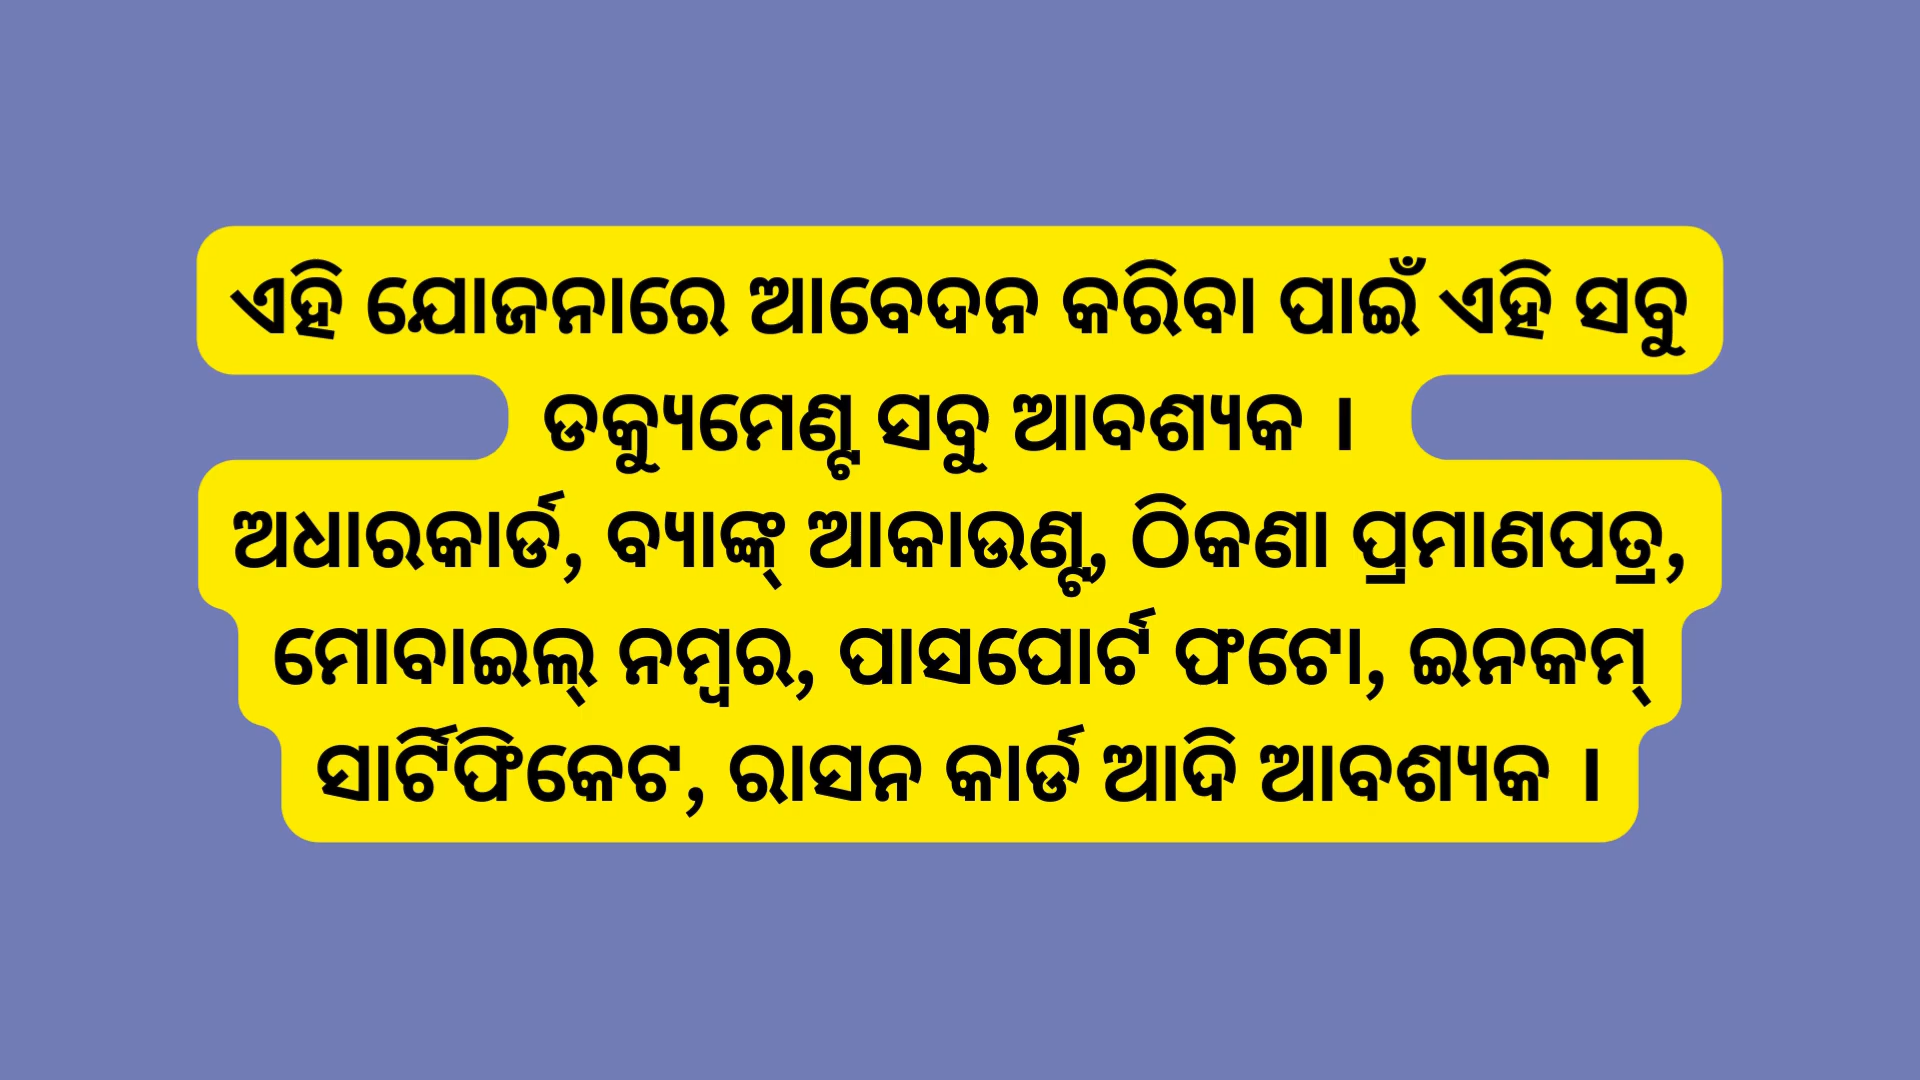 ଏହି ଯୋଜନାରେ ଆବେଦନ କରିବା ପାଇଁ ଏହି ସବୁ
ଡକ୍ୟୁମେଣ୍ଟ ସବୁ ଆବଶ୍ୟକ ।
ଅଧାରକାର୍ଡ, ବ୍ୟାଙ୍କ୍ ଆକାଉଣ୍ଟ, ଠିକଣା ପ୍ରମାଣପତ୍ର,
ମୋବାଇଲ୍ ନମ୍ବର, ପାସପୋର୍ଟ ଫଟୋ, ଇନକମ୍
ସାର୍ଟିଫିକେଟ, ରାସନ କାର୍ଡ ଆଦି ଆବଶ୍ୟକ ।